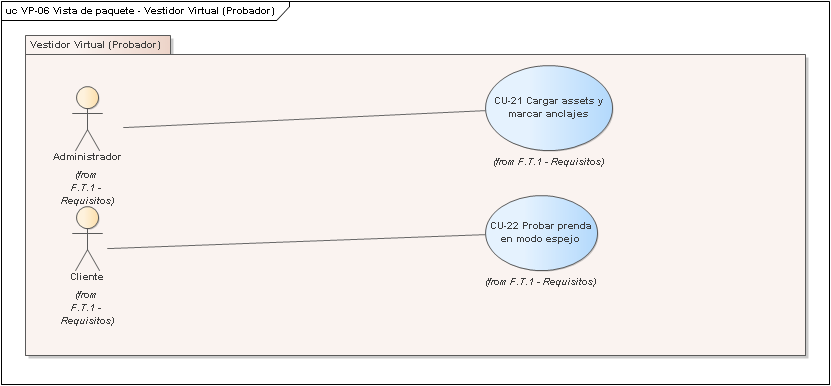 uc VP-06 Vista de paquete - Vestidor Virtual (Probador)
Vestidor Virtual (Probador)
CU-21 Cargar assets y
marcar anclajes
(from F.T.1 - Requisitos)
Administrador
(from
F.T.1 -
Requisitos)
CU-22 Probar prenda
en modo espejo
(from F.T.1 - Requisitos)
Cliente
(from
F.T.1 -
Requisitos)